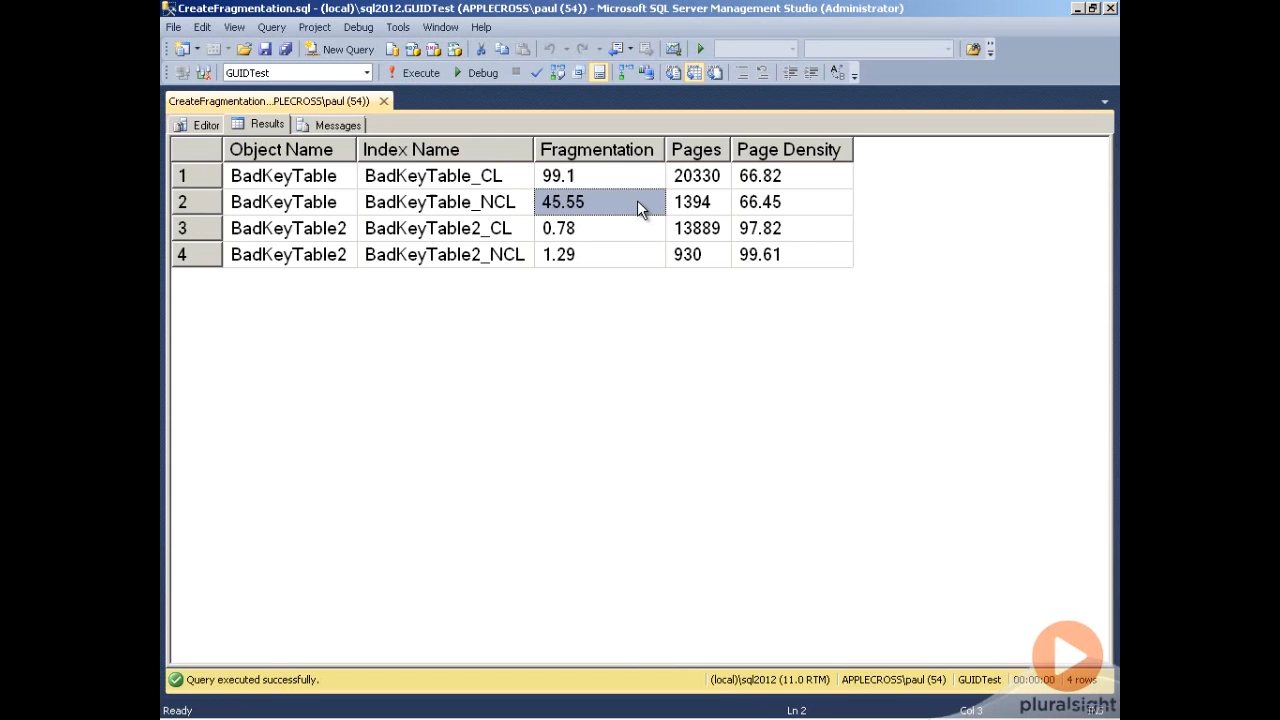 CreateFragmentation.sql - (local)\sql2012.GUIDTest (APPLECROSS\paul (54)) - Microsoft SQL Server Management Studio (Administrator)
File Edit View Query Project Debug Tools Window Help
New Query
GUIDTest Execute Debug
CreateFragmentation...PLECROSS\paul (54))
Editor Results Messages
Object Name Index Name Fragmentation Pages Page Density
1 BadKeyTable BadKeyTable_CL 99.1 20330 66.82
2 BadKeyTable BadKeyTable_NCL 45.55 1394 66.45
3 BadKeyTable2 BadKeyTable2_CL 0.78 13889 97.82
4 BadKeyTable2 BadKeyTable2_NCL 1.29 930 99.61
Query executed successfully. (local)\sql2012 (11.0 RTM) APPLECROSS\paul (54) GUIDTest 00:00:00 4 rows
pluralsight
Ready Ln 2 Col 3 INS